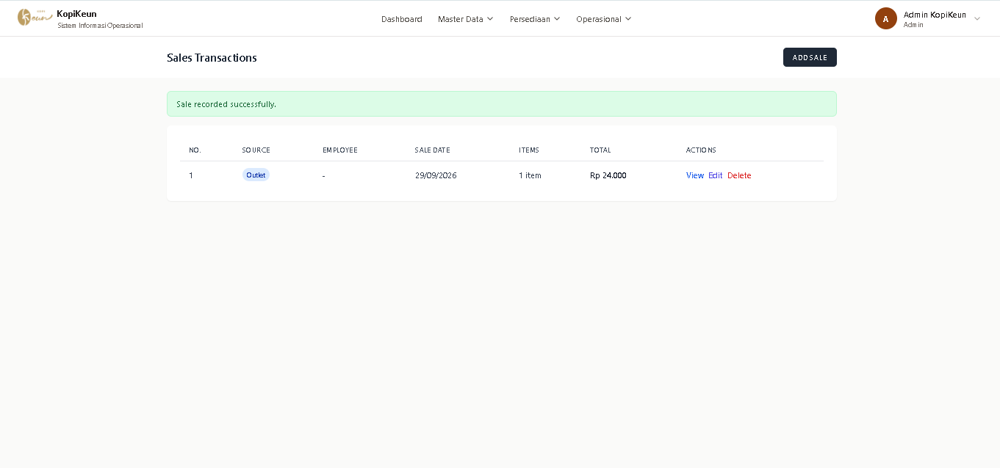 KopiKeun
Sistem Informasi Operasional
Dashboard
Master Data
Persediaan
Operasional
A
Admin KopiKeun
Admin
Sales Transactions
ADD SALE
Sale recorded successfully.
NO. SOURCE EMPLOYEE SALE DATE ITEMS TOTAL ACTIONS
1 Outlet - 29/09/2026 1 item Rp 24.000 View Edit Delete